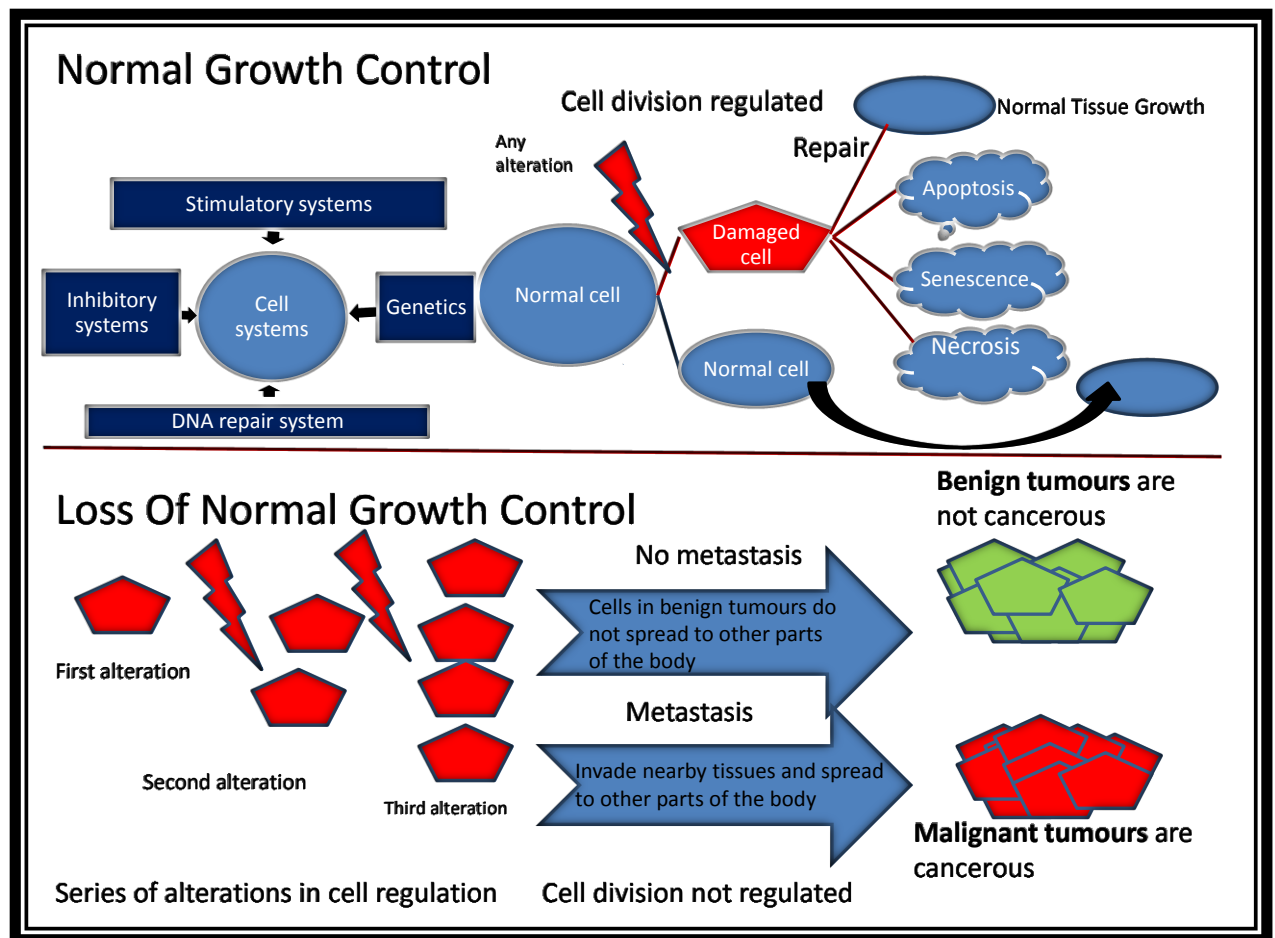 Normal Growth Control
Cell division regulated
Normal Tissue Growth
Any
alteration
Repair
Stimulatory systems
Apoptosis
Damaged
cell
Inhibitory
systems
Cell
systems
Genetics
Normal cell
Senescence
Necrosis
Normal cell
DNA repair system
Loss Of Normal Growth Control
Benign tumours are
not cancerous
No metastasis
Cells in benign tumours do
not spread to other parts
of the body
First alteration
Metastasis
Second alteration
Third alteration
Invade nearby tissues and spread
to other parts of the body
Malignant tumours are
cancerous
Series of alterations in cell regulation
Cell division not regulated